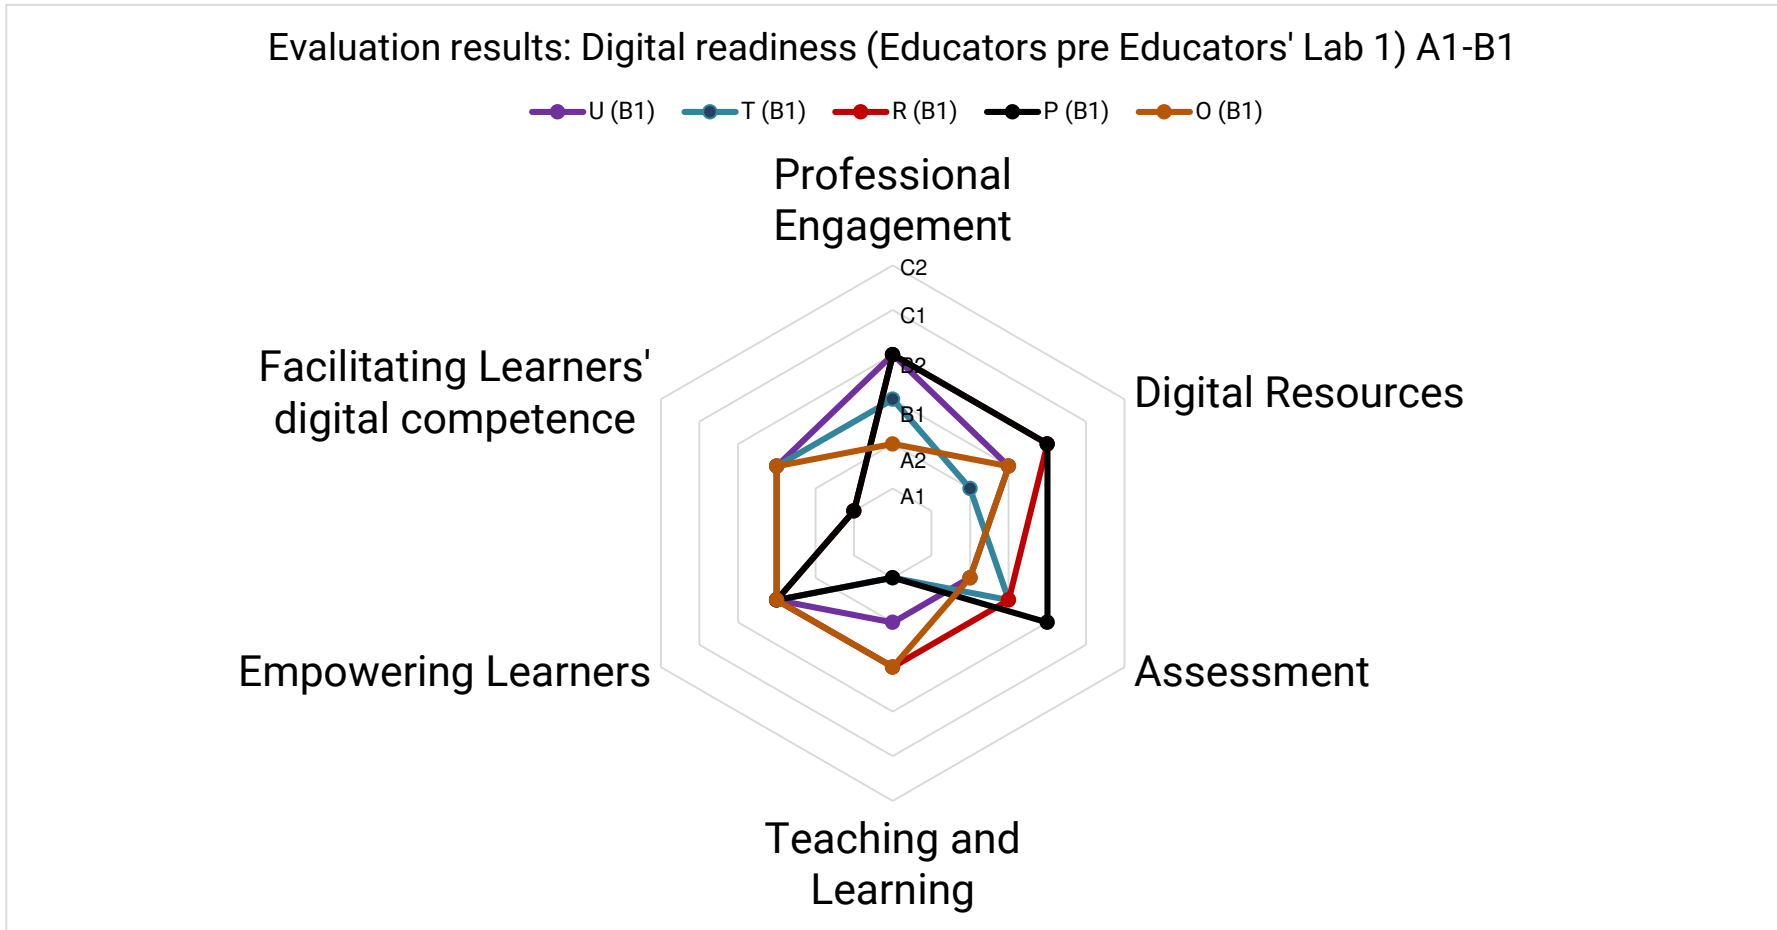 Evaluation results: Digital readiness (Educators pre Educators' Lab 1) A1-B1
U (B1) T (B1) R (B1) P (B1) O (B1)
Professional
Engagement
C2
C1
B2
B1
A2
A1
Facilitating Learners'
digital competence
Digital Resources
Empowering Learners
Assessment
Teaching and
Learning